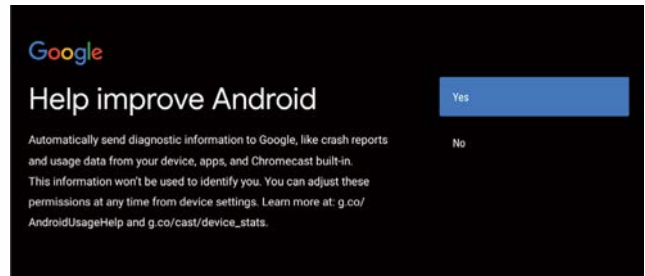 Google
Help improve Android
Automatically send diagnostic information to Google, like crash reports
and usage data from your device, apps, and Chromecast built-in.
This information won't be used to identify you. You can adjust these
permissions at any time from device settings. Learn more at: g.co/
AndroidUsageHelp and g.co/cast/device_stats.
Yes
No